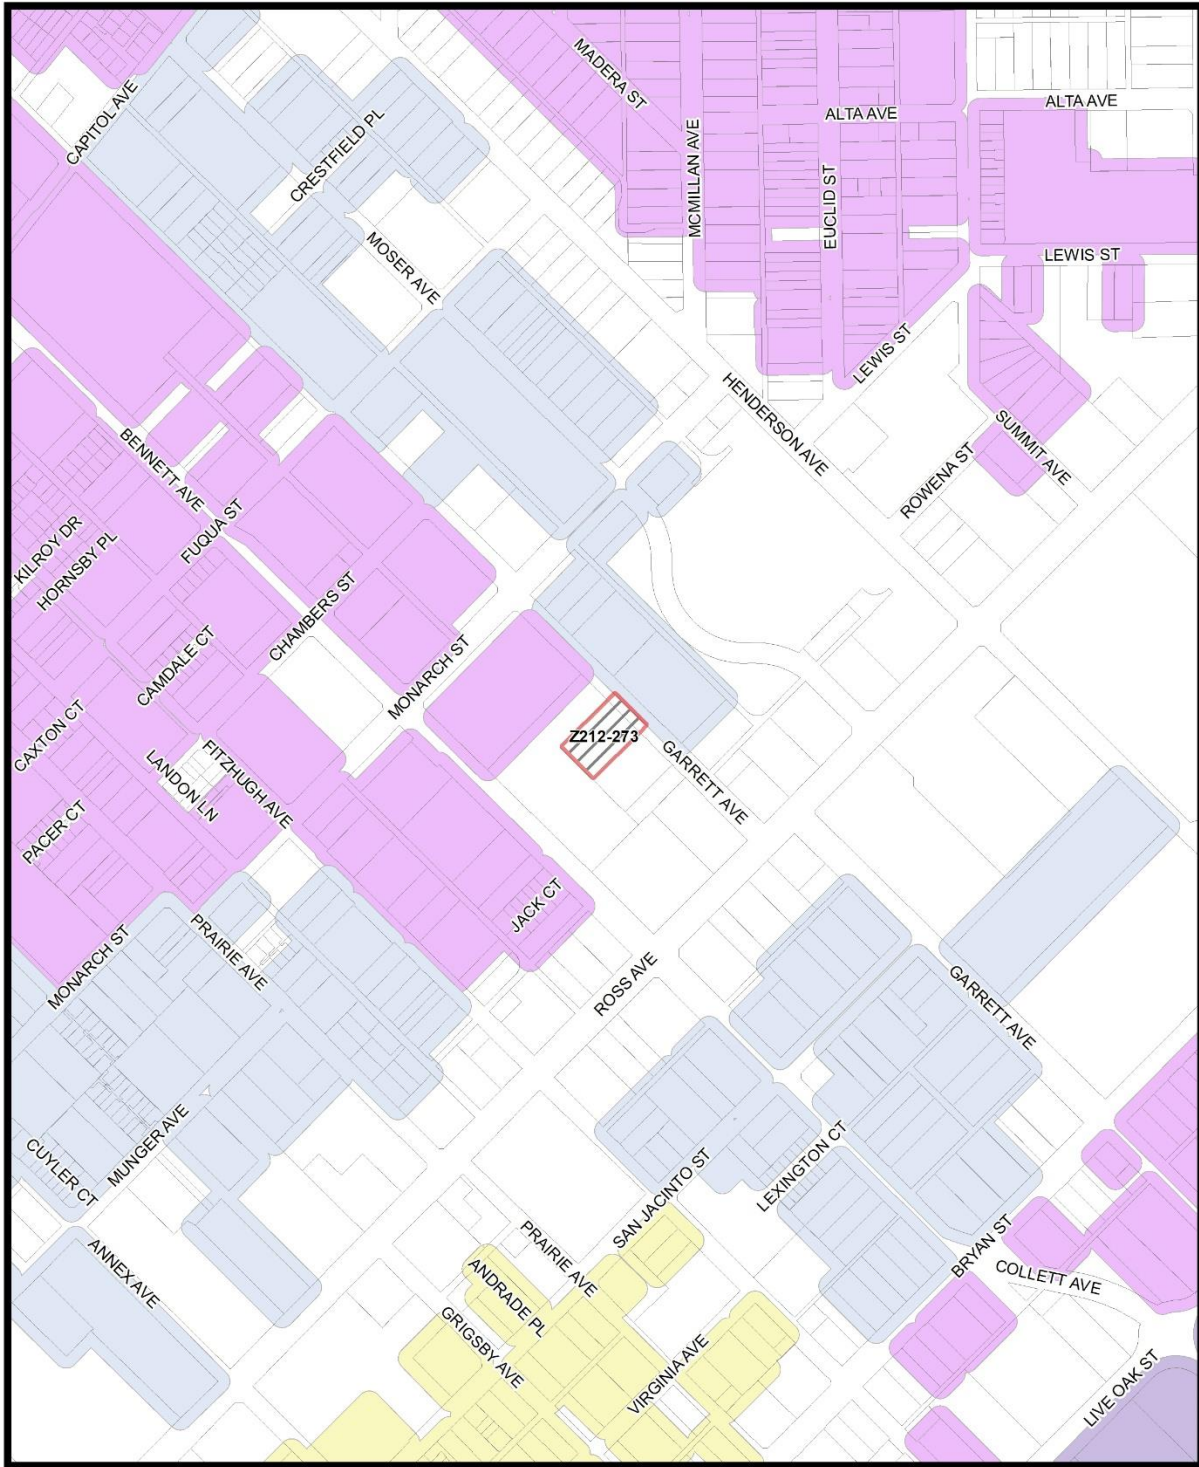 MADERA ST
ALTA AVE
ALTA AVE
CAPITOL AVE
CRESTFIELD PL
MCMILLAN AVE
EUCLID ST
MOSER AVE
LEWIS ST
LEWIS ST
HENDERSON AVE
SUMMIT AVE
ROWENA ST
BENNETT AVE
FUQUA ST
KILROY DR
HORNSBY PL
CHAMBERS ST
CAMDALE CT
MONARCH ST
CAXTON CT
Z212-273
FITZHUGH AVE
LANDON LN
GARRETT AVE
PACER CT
JACK CT
PRAIRIE AVE
MONARCH ST
ROSS AVE
GARRETT AVE
MUNGER AVE
CUYLER CT
LEXINGTON CT
SAN JACINTO ST
PRAIRIE AVE
BRYAN ST
COLLETT AVE
ANNEX AVE
ANDRADE PL
GRIGSBY AVE
VIRGINIA AVE
LIVE OAK ST